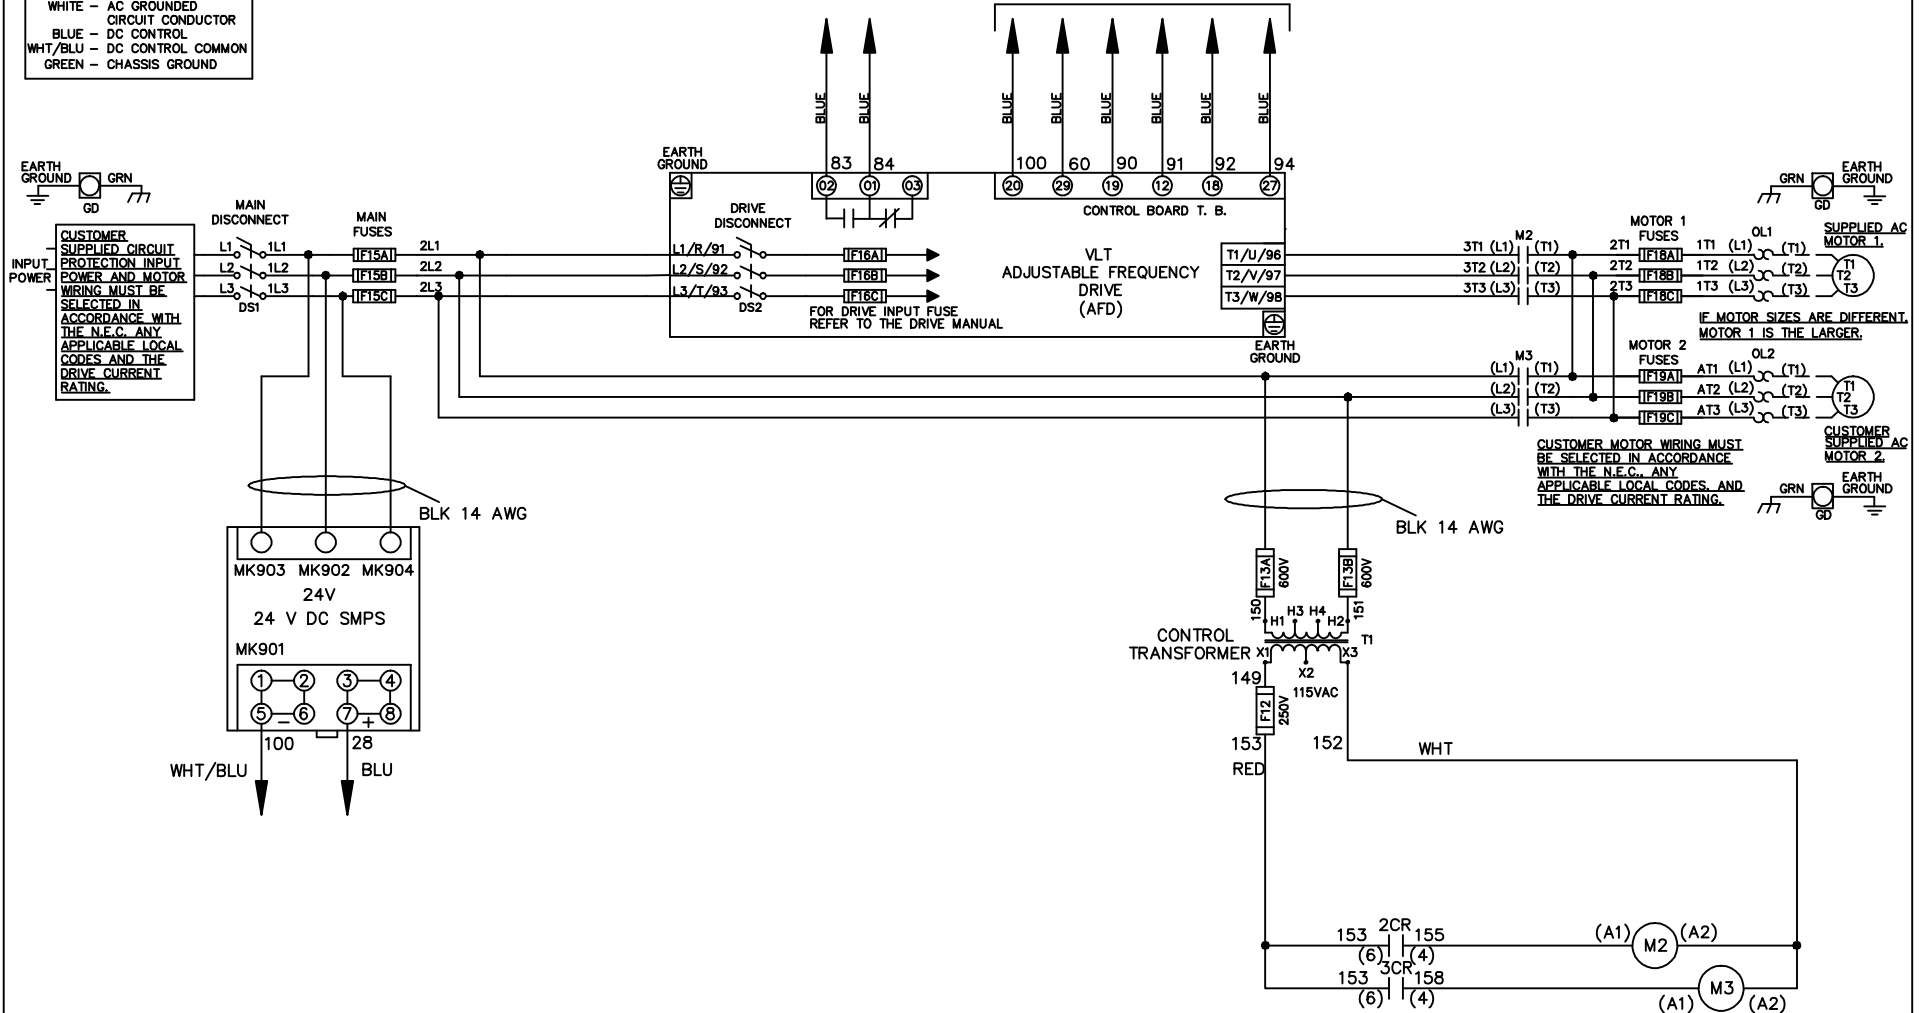 WHITE – AC GROUNDED
CIRCUIT CONDUCTOR
BLUE – DC CONTROL
WHT/BLU – DC CONTROL COMMON
GREEN – CHASSIS GROUND
BLUE
BLUE
BLUE
BLUE
BLUE
BLUE
BLUE
BLUE
EARTH
GROUND
GRN
GD
EARTH
GROUND
83
84
100
60
90
91
92
94
02
01
03
20
29
19
12
18
27
CONTROL BOARD T. B.
GRN
EARTH
GROUND
GD
INPUT
POWER
CUSTOMER
SUPPLIED CIRCUIT
PROTECTION INPUT
POWER AND MOTOR
WIRING MUST BE
SELECTED IN
ACCORDANCE WITH
THE N.E.C. ANY
APPLICABLE LOCAL
CODES AND THE
DRIVE CURRENT
RATING.
MAIN
DISCONNECT
L1
1L1
L2
1L2
L3
1L3
DS1
MAIN
FUSES
F15A
F15B
F15C
2L1
2L2
2L3
L1/R/91
L2/S/92
L3/T/93
DRIVE
DISCONNECT
DS2
F16A
F16B
F16C
FOR DRIVE INPUT FUSE
REFER TO THE DRIVE MANUAL
VLT
ADJUSTABLE FREQUENCY
DRIVE
(AFD)
T1/U/96
T2/V/97
T3/W/98
EARTH
GROUND
3T1 (L1)
3T2 (L2)
3T3 (L3)
M2
(T1)
(T2)
(T3)
MOTOR 1
FUSES
2T1
2T2
2T3
F18A
F18B
F18C
1T1 (L1)
1T2 (L2)
1T3 (L3)
OL1
(T1)
(T2)
(T3)
SUPPLIED AC
MOTOR 1.
T1
T2
T3
IF MOTOR SIZES ARE DIFFERENT,
MOTOR 1 IS THE LARGER.
M3
(L1)
(L2)
(L3)
(T1)
(T2)
(T3)
MOTOR 2
FUSES
F19A
F19B
F19C
AT1 (L1)
AT2 (L2)
AT3 (L3)
OL2
(T1)
(T2)
(T3)
T1
T2
T3
CUSTOMER
SUPPLIED AC
MOTOR 2.
CUSTOMER MOTOR WIRING MUST
BE SELECTED IN ACCORDANCE
WITH THE N.E.C., ANY
APPLICABLE LOCAL CODES, AND
THE DRIVE CURRENT RATING.
GRN
EARTH
GROUND
GD
BLK 14 AWG
MK903
MK902
MK904
24V
24 V DC SMPS
MK901
1
2
3
4
5
6
7
8
–
+
100
28
WHT/BLU
BLU
BLK 14 AWG
F13A
600V
F13B
600V
150
151
H1
H3
H4
H2
CONTROL
TRANSFORMER
T1
X1
X2
X3
115VAC
149
F12
250V
153
RED
152
WHT
153
(6)
2CR
155
(4)
(A1)
M2
(A2)
153
(6)
3CR
158
(4)
(A1)
M3
(A2)